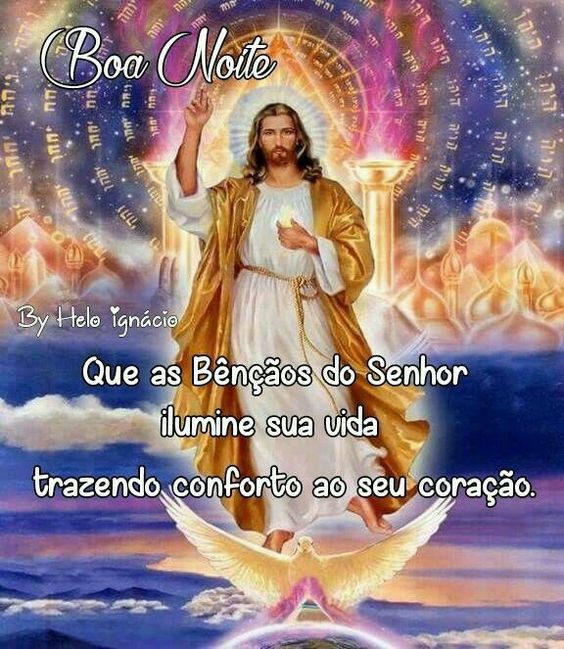 Boa Noite
By Helo ignácio
Que as Bênçãos do Senhor
ilumine sua vida
trazendo conforto ao seu coração.